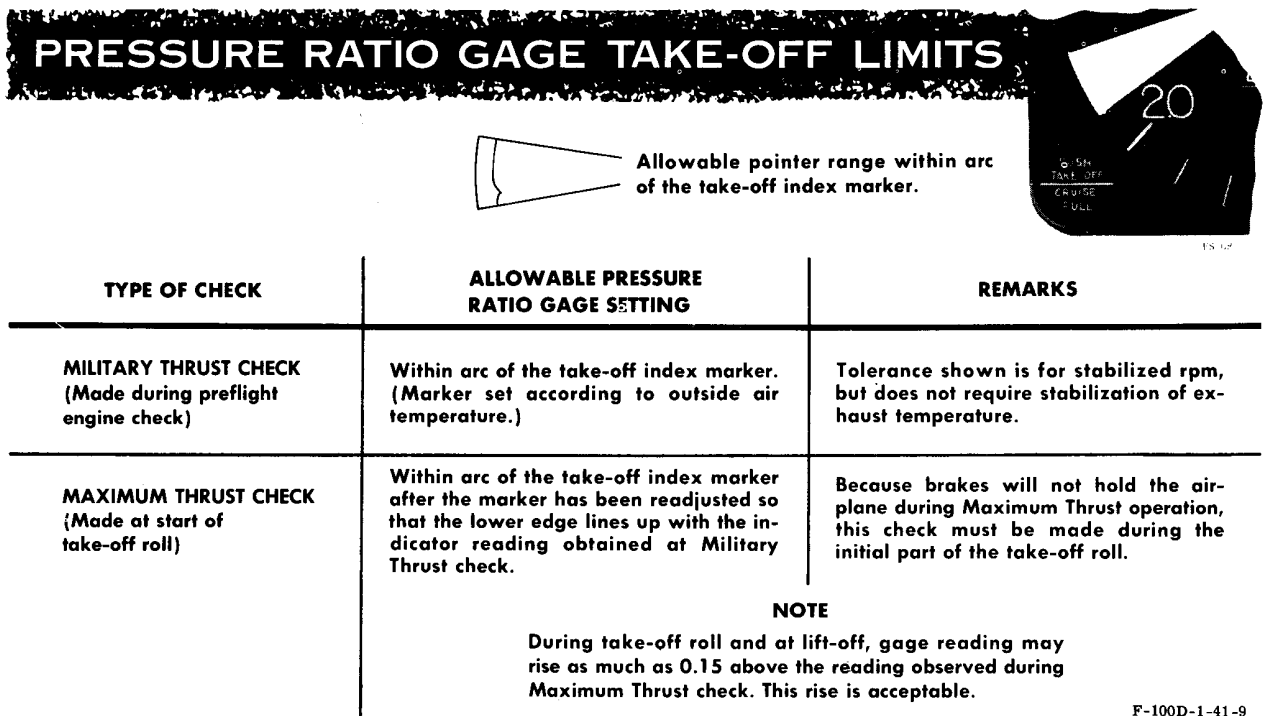 PRESSURE RATIO GAGE TAKE-OFF LIMITS
20
PUSH
TAKE OFF
CRUISE
PULL
Allowable pointer range within arc
of the take-off index marker.
TYPE OF CHECK
ALLOWABLE PRESSURE
RATIO GAGE SETTING
REMARKS
MILITARY THRUST CHECK
(Made during preflight
engine check)
Within arc of the take-off index marker.
(Marker set according to outside air
temperature.)
Tolerance shown is for stabilized rpm,
but does not require stabilization of ex-
haust temperature.
MAXIMUM THRUST CHECK
(Made at start of
take-off roll)
Within arc of the take-off index marker
after the marker has been readjusted so
that the lower edge lines up with the in-
dicator reading obtained at Military
Thrust check.
Because brakes will not hold the air-
plane during Maximum Thrust operation,
this check must be made during the
initial part of the take-off roll.
NOTE
During take-off roll and at lift-off, gage reading may
rise as much as 0.15 above the reading observed during
Maximum Thrust check. This rise is acceptable.
F-100D-1-41-9